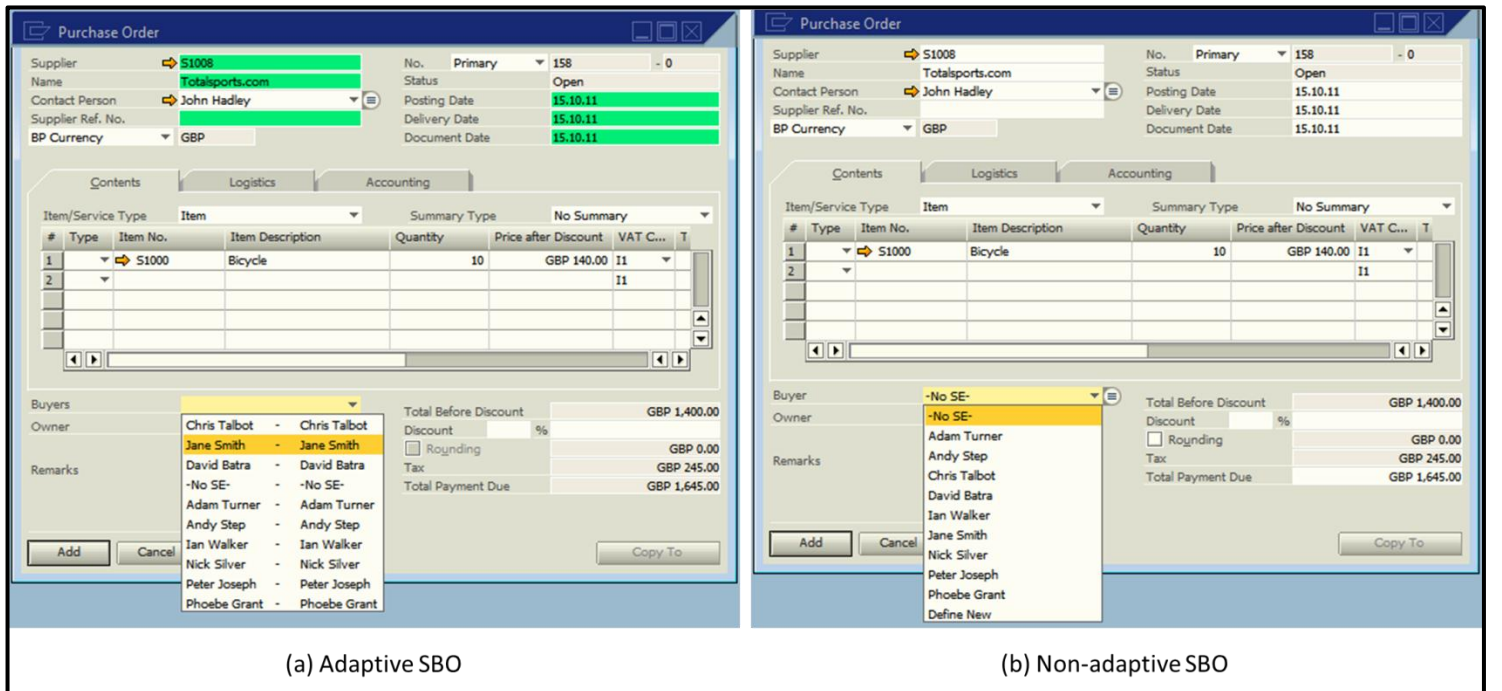 Purchase Order
Supplier S1008 No. Primary 158 - 0
Name Totalsports.com Status Open
Contact Person John Hadley Posting Date 15.10.11
Supplier Ref. No. Delivery Date 15.10.11
BP Currency GBP Document Date 15.10.11
Contents Logistics Accounting
Item/Service Type Item Summary Type No Summary
# Type Item No. Item Description Quantity Price after Discount VAT C... T
1 S1000 Bicycle 10 GBP 140.00 I1
2 I1
Buyers
Owner
Remarks
Chris Talbot - Chris Talbot
Jane Smith - Jane Smith
David Batra - David Batra
-No SE- - -No SE-
Adam Turner - Adam Turner
Andy Step - Andy Step
Ian Walker - Ian Walker
Nick Silver - Nick Silver
Peter Joseph - Peter Joseph
Phoebe Grant - Phoebe Grant
Total Before Discount GBP 1,400.00
Discount %
Rounding GBP 0.00
Tax GBP 245.00
Total Payment Due GBP 1,645.00
Add Cancel Copy To
(a) Adaptive SBO
Purchase Order
Supplier S1008 No. Primary 158 - 0
Name Totalsports.com Status Open
Contact Person John Hadley Posting Date 15.10.11
Supplier Ref. No. Delivery Date 15.10.11
BP Currency GBP Document Date 15.10.11
Contents Logistics Accounting
Item/Service Type Item Summary Type No Summary
# Type Item No. Item Description Quantity Price after Discount VAT C... T
1 S1000 Bicycle 10 GBP 140.00 I1
2 I1
Buyer -No SE-
Owner
Remarks
-No SE-
Adam Turner
Andy Step
Chris Talbot
David Batra
Ian Walker
Jane Smith
Nick Silver
Peter Joseph
Phoebe Grant
Define New
Total Before Discount GBP 1,400.00
Discount %
Rounding GBP 0.00
Tax GBP 245.00
Total Payment Due GBP 1,645.00
Add Cancel Copy To
(b) Non-adaptive SBO